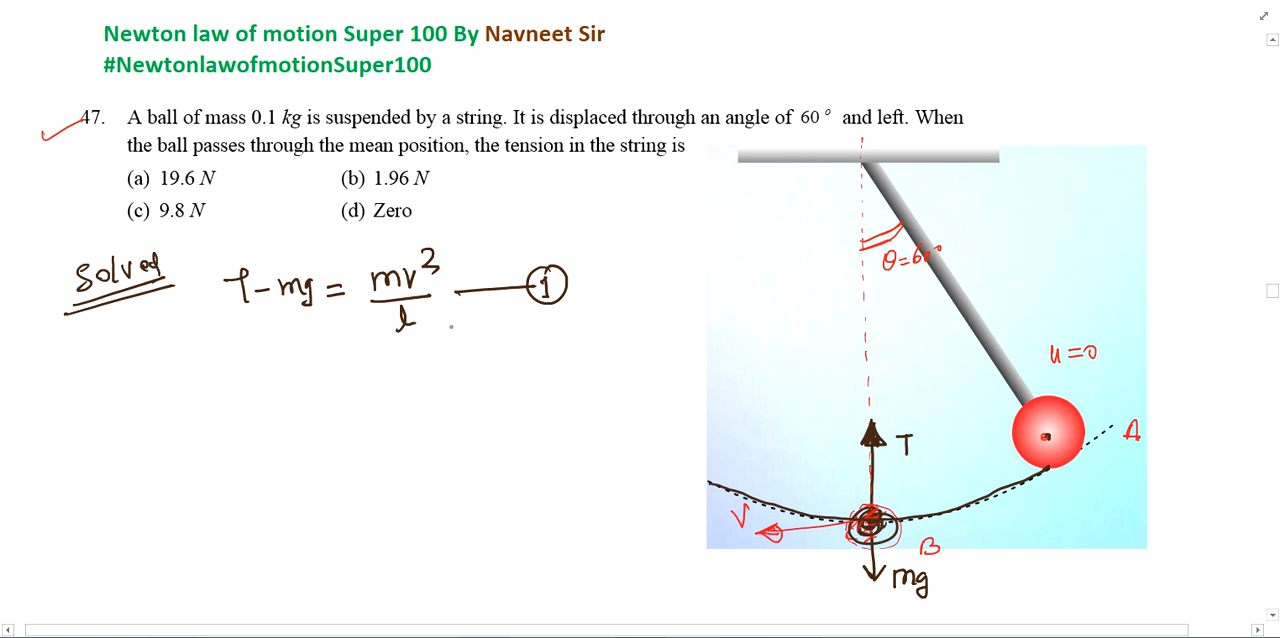 Newton law of motion Super 100 By Navneet Sir
#NewtonlawofmotionSuper100
47. A ball of mass 0.1 kg is suspended by a string. It is displaced through an angle of 60° and left. When
the ball passes through the mean position, the tension in the string is
(a) 19.6 N (b) 1.96 N
(c) 9.8 N (d) Zero
Solved T - mg = mv²/l ——— ①
θ=60°
u=0
A
T
V
B
mg